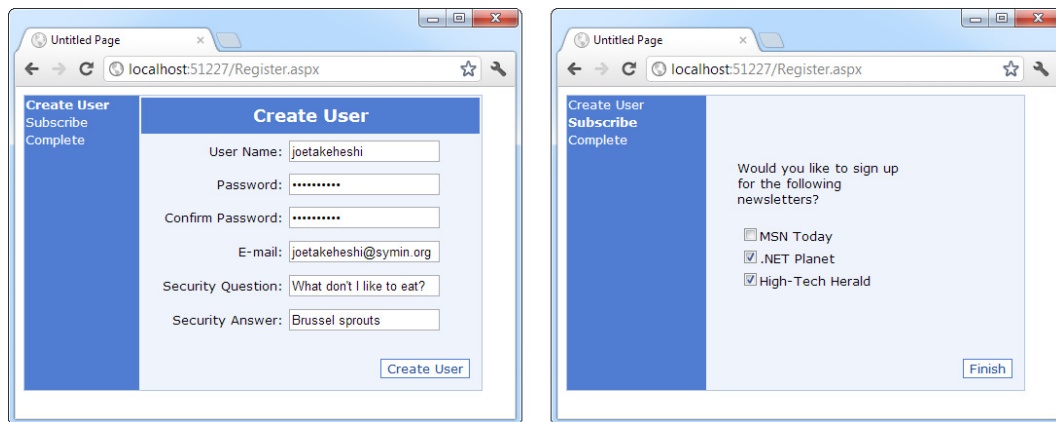 Untitled Page
localhost:51227/Register.aspx
Create User
Subscribe
Complete
Create User
User Name: joetakeheshi
Password: ••••••••••
Confirm Password: ••••••••••
E-mail: joetakeheshi@symin.org
Security Question: What don't I like to eat?
Security Answer: Brussel sprouts
Create User
Untitled Page
localhost:51227/Register.aspx
Create User
Subscribe
Complete
Would you like to sign up
for the following
newsletters?
MSN Today
.NET Planet
High-Tech Herald
Finish